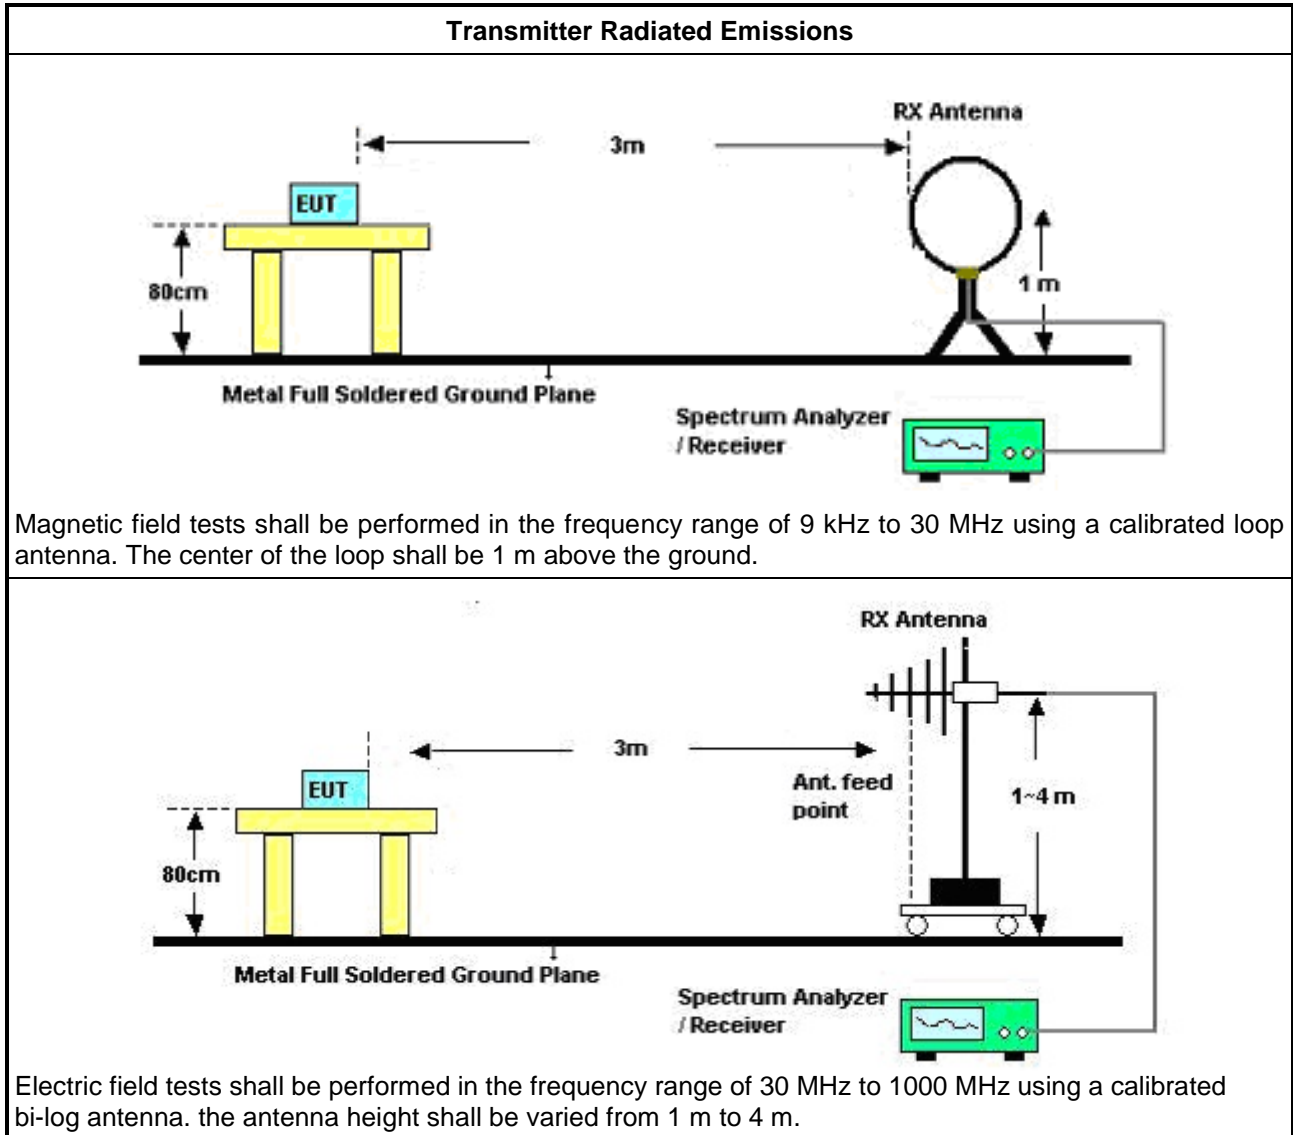 Transmitter Radiated Emissions
RX Antenna
3m
EUT
80cm
1 m
Metal Full Soldered Ground Plane
Spectrum Analyzer
/ Receiver
Magnetic field tests shall be performed in the frequency range of 9 kHz to 30 MHz using a calibrated loop
antenna. The center of the loop shall be 1 m above the ground.
RX Antenna
3m
EUT
Ant. feed
point
1~4 m
80cm
Metal Full Soldered Ground Plane
Spectrum Analyzer
/ Receiver
Electric field tests shall be performed in the frequency range of 30 MHz to 1000 MHz using a calibrated
bi-log antenna. the antenna height shall be varied from 1 m to 4 m.